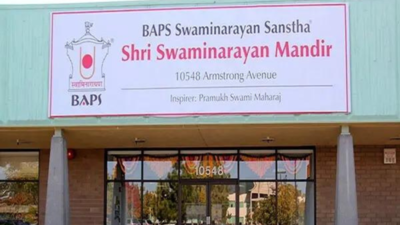 BAPS Swaminarayan Sanstha®
Shri Swaminarayan Mandir
10548 Armstrong Avenue
Inspirer: Pramukh Swami Maharaj
BAPS
10548